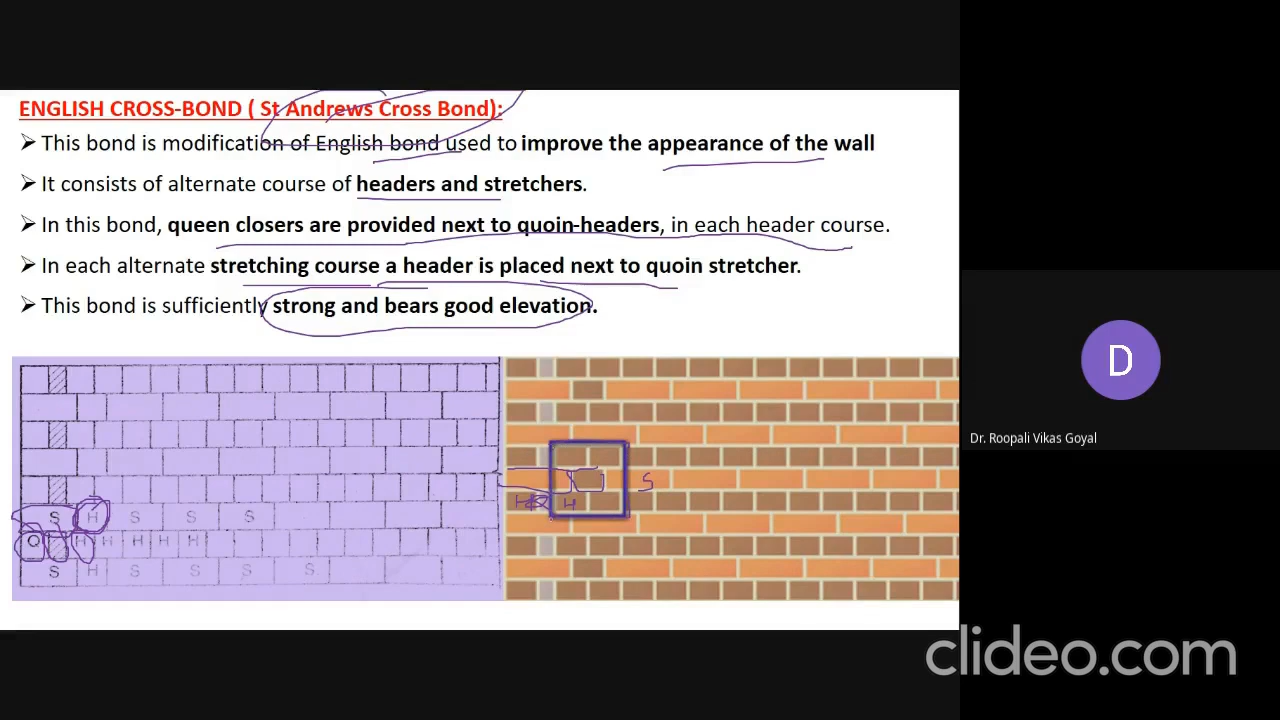 ENGLISH CROSS-BOND ( St Andrews Cross Bond):
➢ This bond is modification of English bond used to improve the appearance of the wall
➢ It consists of alternate course of headers and stretchers.
➢ In this bond, queen closers are provided next to quoin-headers, in each header course.
➢ In each alternate stretching course a header is placed next to quoin stretcher.
➢ This bond is sufficiently strong and bears good elevation.
S
S H S S S
H H
Q H H H H H
S H S S S
D
Dr. Roopali Vikas Goyal
clideo.com